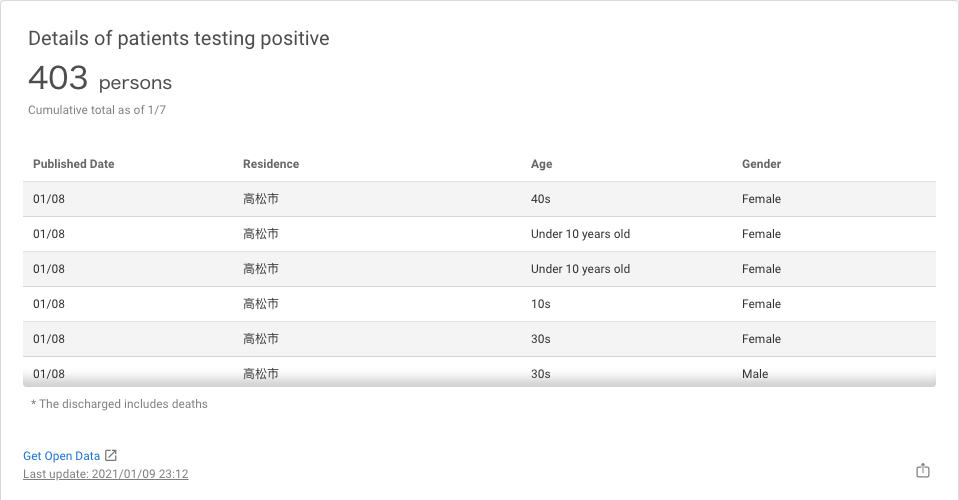 Details of patients testing positive
403 persons
Cumulative total as of 1/7
Published Date Residence Age Gender
01/08 高松市 40s Female
01/08 高松市 Under 10 years old Female
01/08 高松市 Under 10 years old Female
01/08 高松市 10s Female
01/08 高松市 30s Female
01/08 高松市 30s Male
* The discharged includes deaths
Get Open Data
Last update: 2021/01/09 23:12